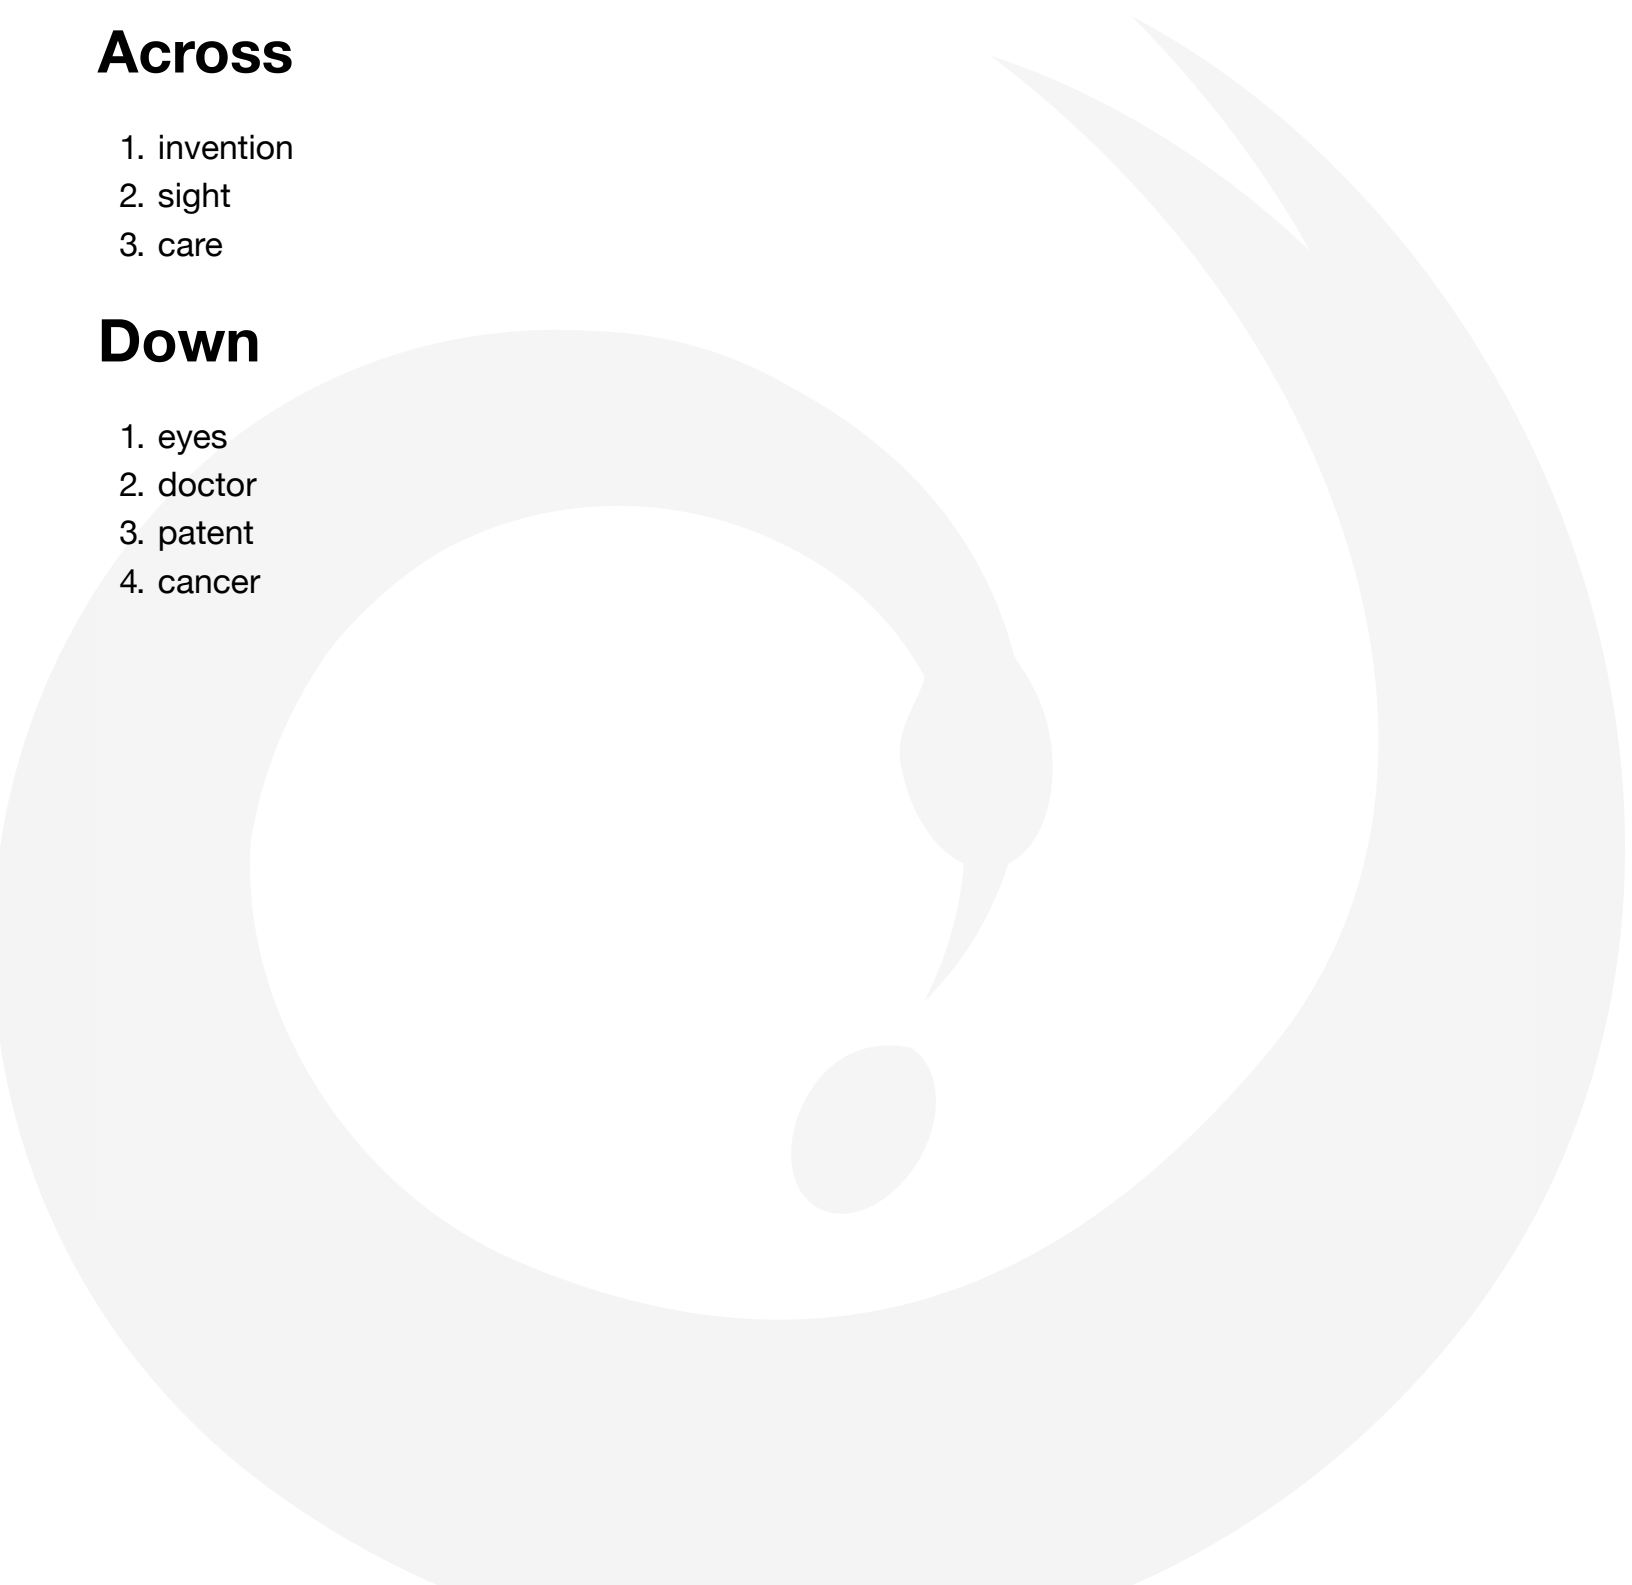 Across
1. invention
2. sight
3. care
Down
1. eyes
2. doctor
3. patent
4. cancer